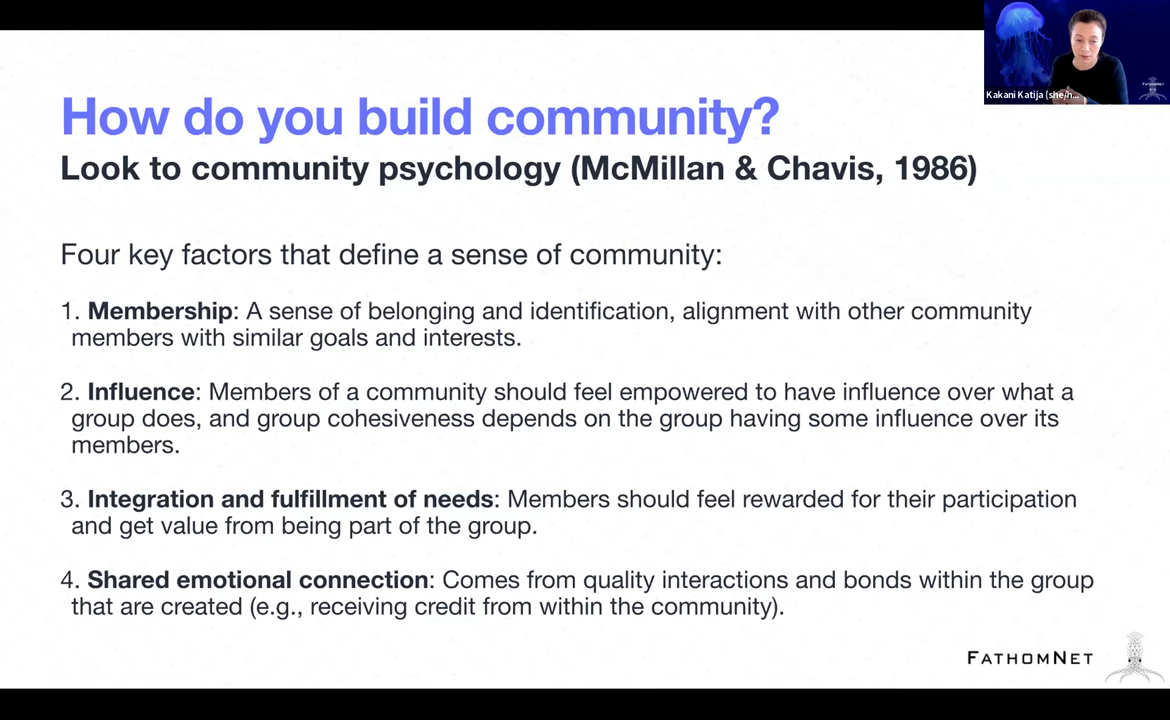 Kakani Katija (she/h...
How do you build community?
Look to community psychology (McMillan & Chavis, 1986)
Four key factors that define a sense of community:
1. Membership: A sense of belonging and identification, alignment with other community
members with similar goals and interests.
2. Influence: Members of a community should feel empowered to have influence over what a
group does, and group cohesiveness depends on the group having some influence over its
members.
3. Integration and fulfillment of needs: Members should feel rewarded for their participation
and get value from being part of the group.
4. Shared emotional connection: Comes from quality interactions and bonds within the group
that are created (e.g., receiving credit from within the community).
FATHOMNET